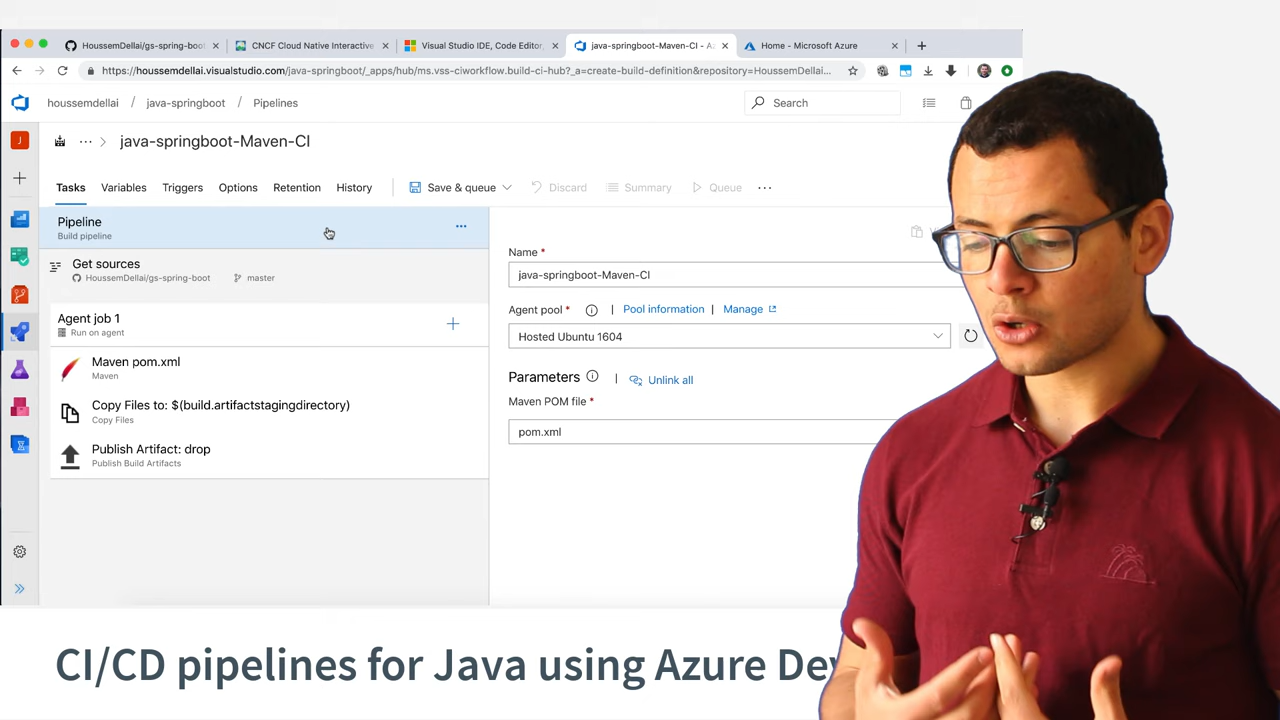 HoussemDellai/gs-spring-boot
CNCF Cloud Native Interactive
Visual Studio IDE, Code Editor,
java-springboot-Maven-CI - Az
Home - Microsoft Azure
https://houssemdellai.visualstudio.com/java-springboot/_apps/hub/ms.vss-ciworkflow.build-ci-hub?_a=create-build-definition&repository=HoussemDellai...
houssemdellai / java-springboot / Pipelines
Search
J
... > java-springboot-Maven-CI
Tasks Variables Triggers Options Retention History
Save & queue Discard Summary Queue ...
Pipeline
Build pipeline
Get sources
HoussemDellai/gs-spring-boot master
Agent job 1
Run on agent
Maven pom.xml
Maven
Copy Files to: $(build.artifactstagingdirectory)
Copy Files
Publish Artifact: drop
Publish Build Artifacts
Name *
java-springboot-Maven-CI
Agent pool * | Pool information | Manage
Hosted Ubuntu 1604
Parameters | Unlink all
Maven POM file *
pom.xml
CI/CD pipelines for Java using Azure Dev